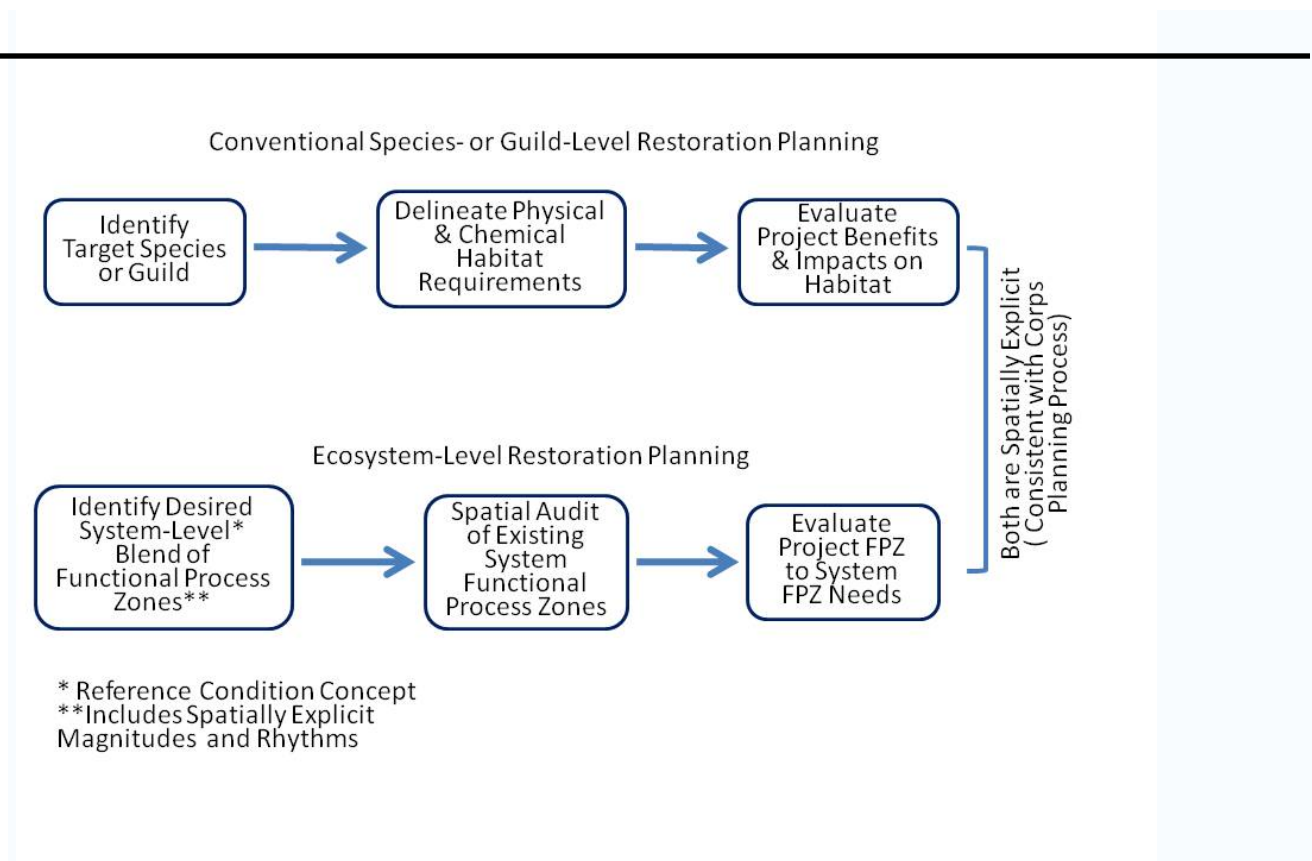 Conventional Species- or Guild-Level Restoration Planning
Identify
Target Species
or Guild
Delineate Physical
& Chemical
Habitat
Requirements
Evaluate
Project Benefits
& Impacts on
Habitat
Both are Spatially Explicit
( Consistent with Corps
Planning Process)
Ecosystem-Level Restoration Planning
Identify Desired
System-Level*
Blend of
Functional Process
Zones**
Spatial Audit
of Existing
System
Functional
Process Zones
Evaluate
Project FPZ
to System
FPZ Needs
* Reference Condition Concept
**Includes Spatially Explicit
Magnitudes and Rhythms